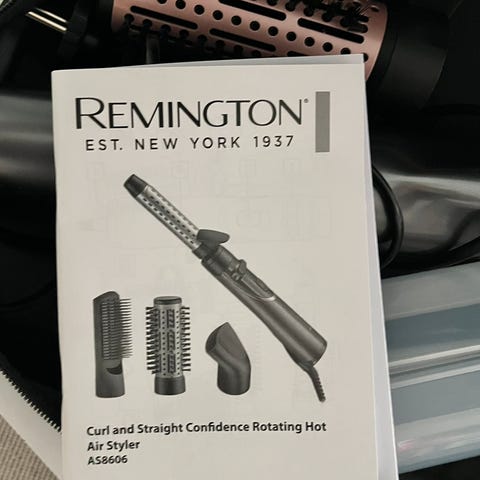 REMINGTON®
EST. NEW YORK 1937
Curl and Straight Confidence Rotating Hot
Air Styler
AS8606